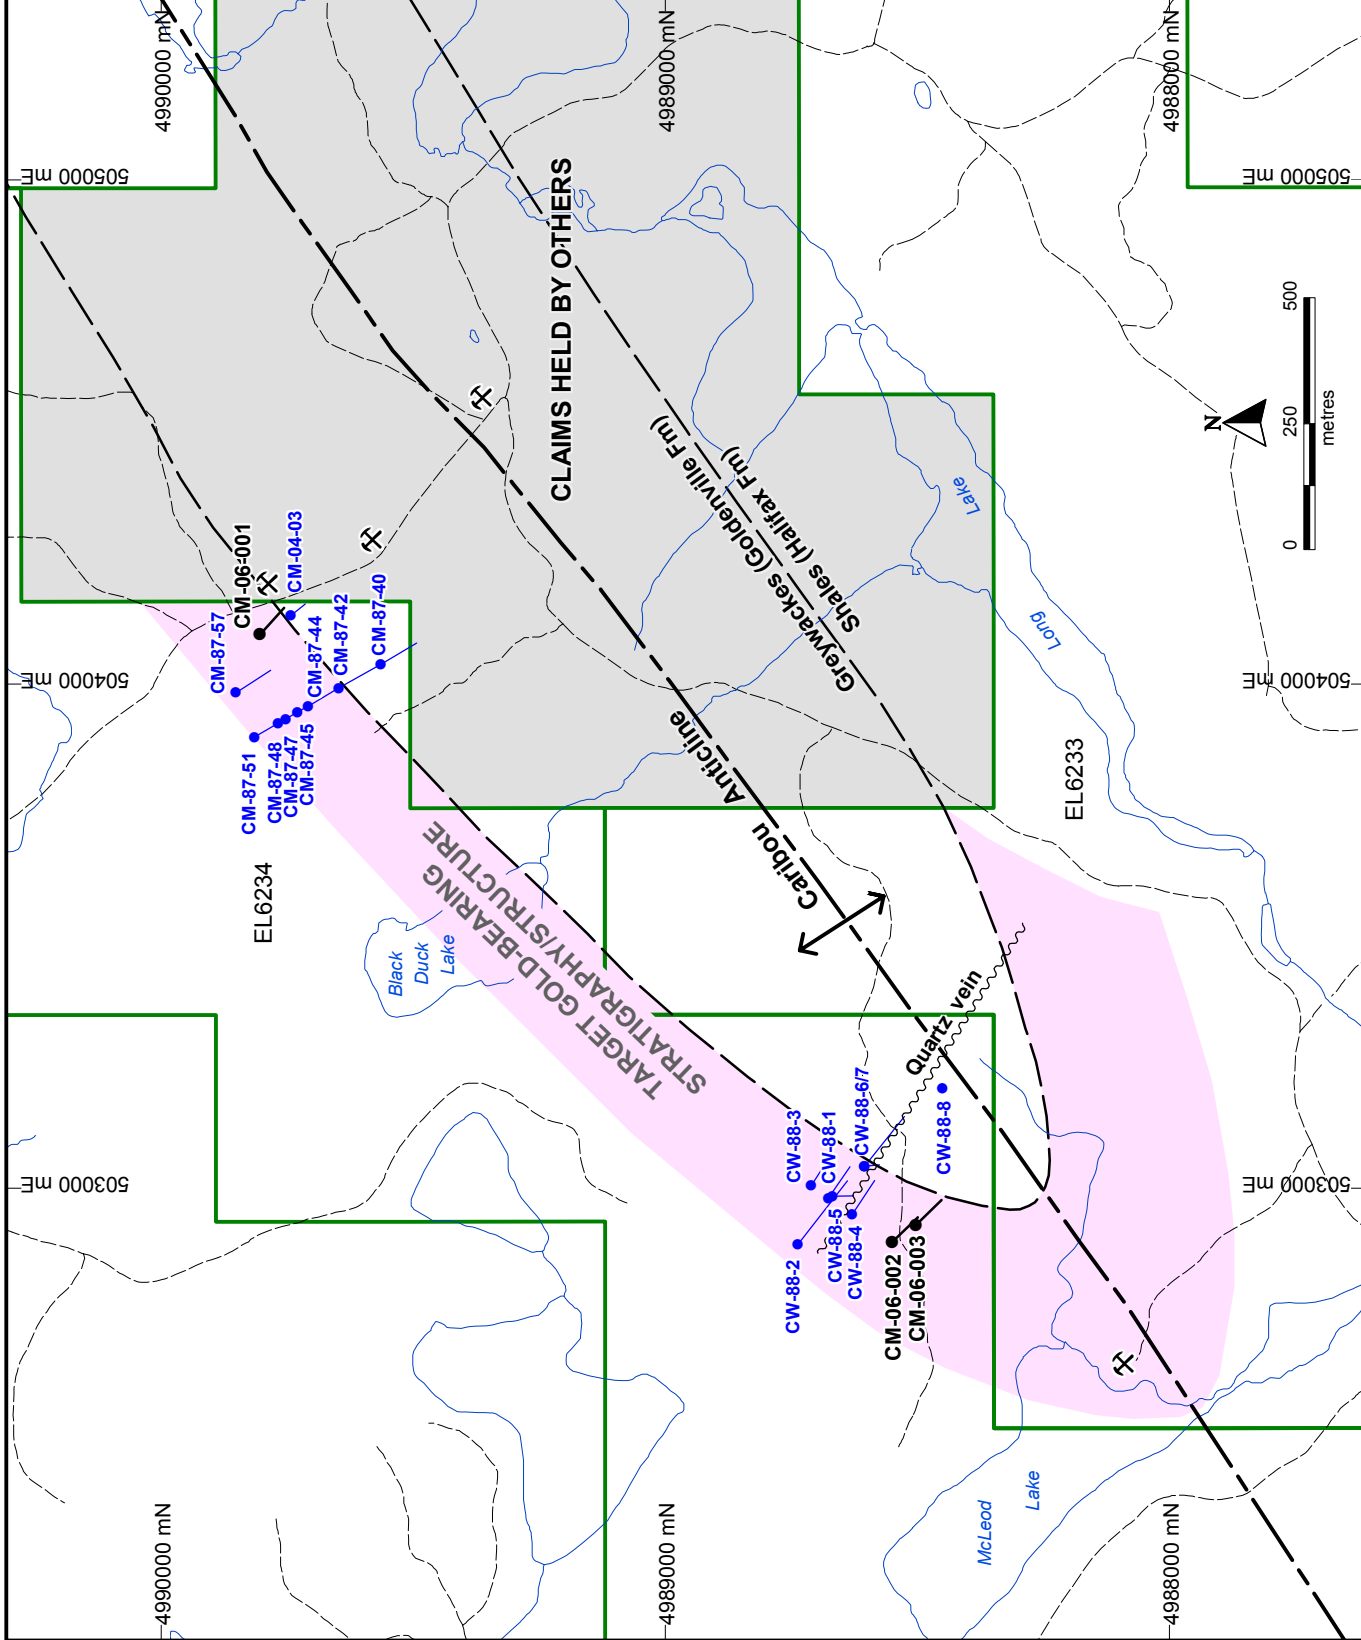 4990000 mN
4989000 mN
4988000 mN
505000 mE
505000 mE
CLAIMS HELD BY OTHERS
N
0
250
500
metres
Greywackes (Goldenville Fm)
Shales (Halifax Fm)
Long
Lake
CM-06-001
CM-04-03
CM-87-57
CM-87-44
CM-87-42
CM-87-40
CM-87-51
CM-87-48
CM-87-47
CM-87-45
504000 mE
504000 mE
Caribou
Anticline
EL6233
EL6234
TARGET GOLD-BEARING
STRATIGRAPHY/STRUCTURE
Black
Duck
Lake
Quartz vein
CW-88-3
CW-88-1
CW-88-6/7
CW-88-8
CW-88-2
CW-88-5
CW-88-4
CM-06-002
CM-06-003
503000 mE
503000 mE
McLeod
Lake
4990000 mN
4989000 mN
4988000 mN